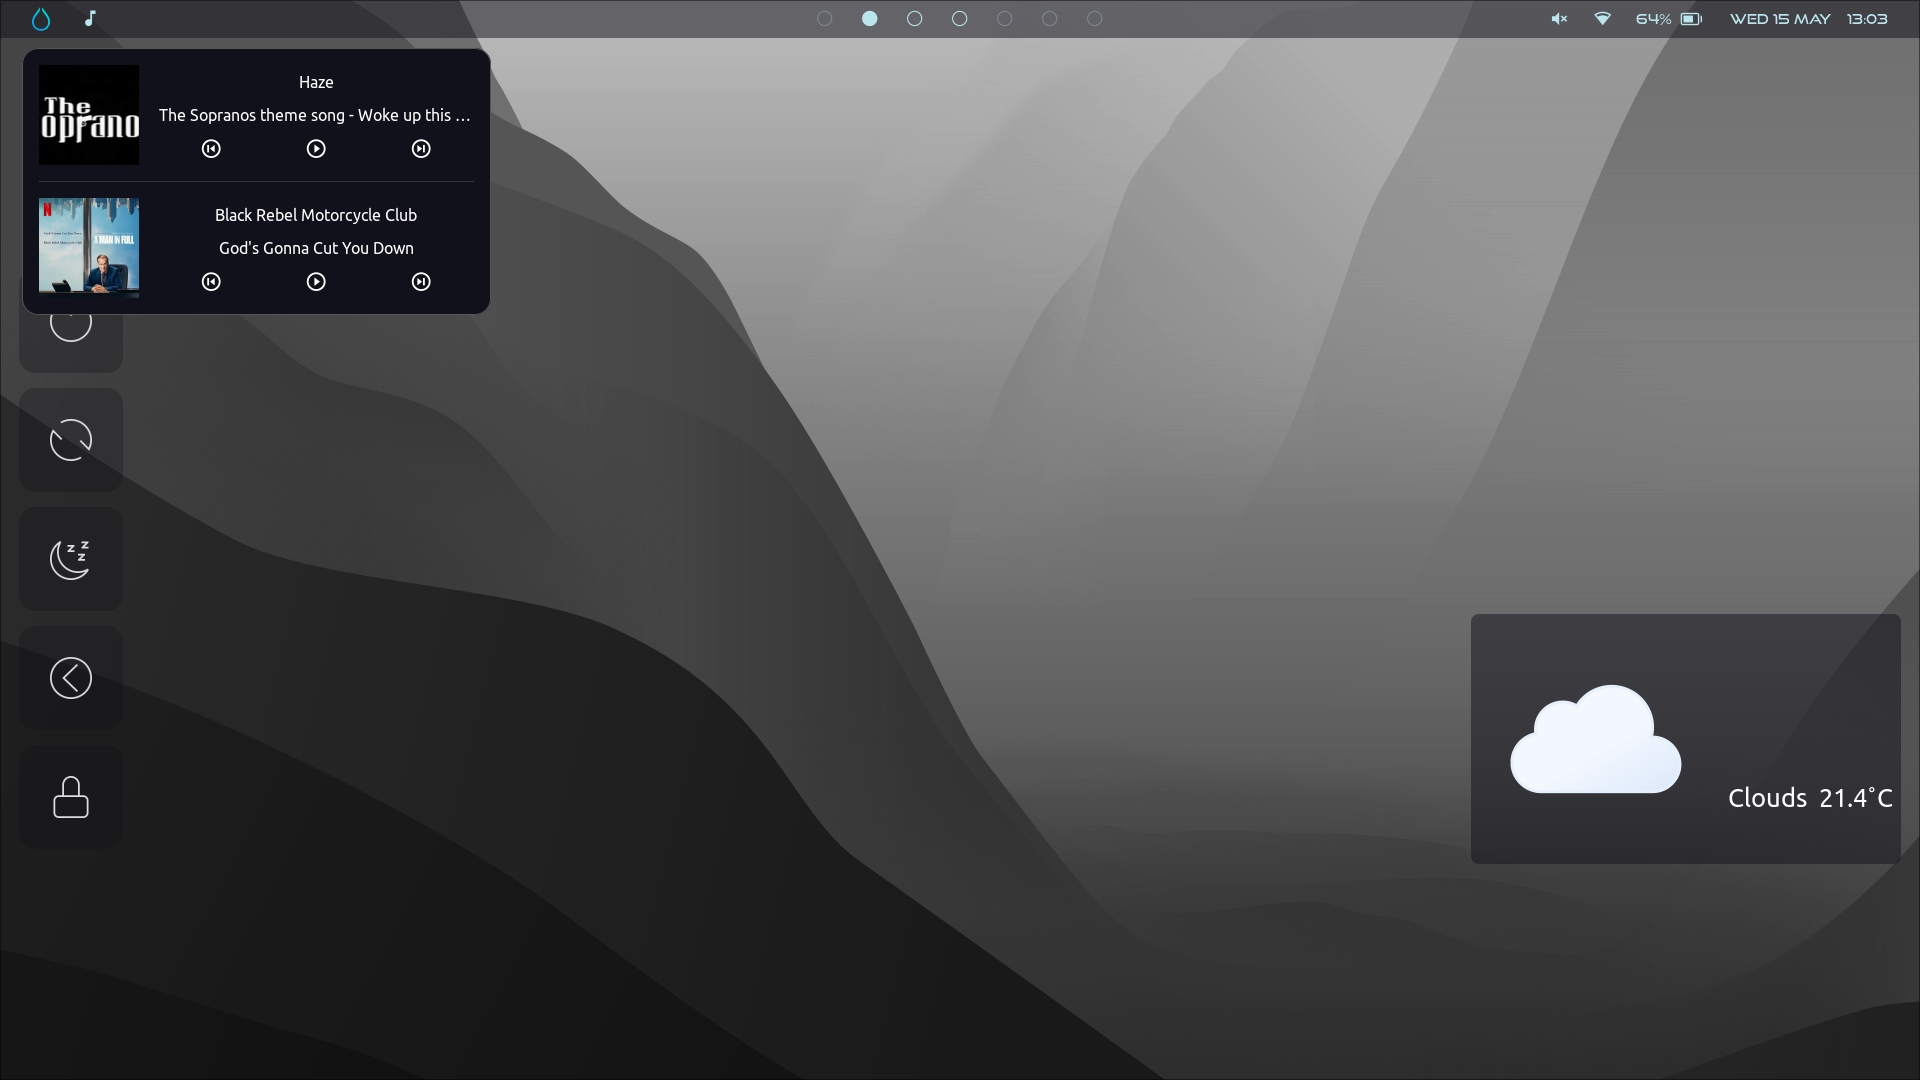 64% WED 15 MAY 13:03
The
oprano
Haze
The Sopranos theme song - Woke up this …
N
A MAN IN FULL
Black Rebel Motorcycle Club
God's Gonna Cut You Down
z z
z
Clouds 21.4°C